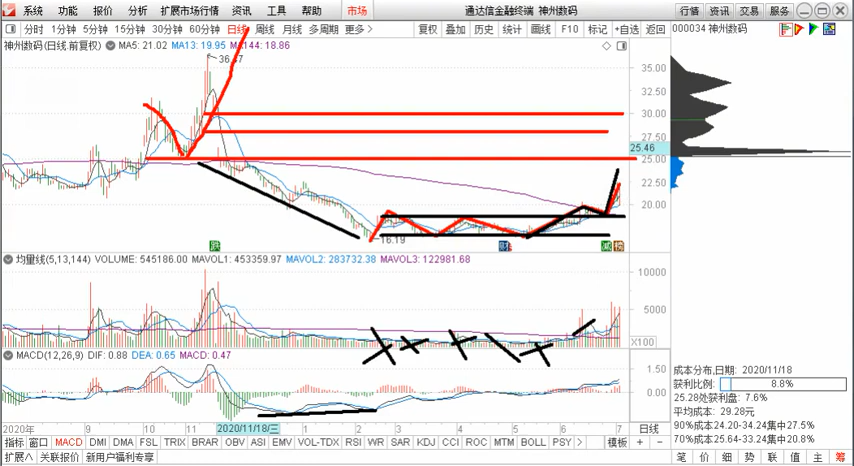 系统 功能 报价 分析 扩展市场行情 资讯 工具 帮助 市场 通达信金融终端 神州数码 行情 资讯 交易 服务
分时 1分钟 5分钟 15分钟 30分钟 60分钟 日线 周线 月线 多周期 更多 > 复权 叠加 历史 统计 画线 F10 标记 +自选 返回 000034 神州数码
神州数码(日线.前复权) MA5: 21.02 MA13: 19.95 MA144: 18.86
35.00
30.00
27.50
25.46
25.00
22.50
20.00
16.19
跌 财 减
均量线(5,13,144) VOLUME: 545186.00 MAVOL1: 453359.97 MAVOL2: 283732.38 MAVOL3: 122981.68
10000
5000
X100
MACD(12,26,9) DIF: 0.88 DEA: 0.65 MACD: 0.47
1.50
0.00
2020年 9 10 11 2020/11/18/三 1 2 3 4 5 6 7 日线
指标 窗口 MACD DMI DMA FSL TRIX BRAR OBV ASI EMV VOL-TDX RSI WR SAR KDJ CCI ROC MTM BOLL PSY > 模板 + -
扩展∧ 关联报价 新用户福利专享
成本分布,日期: 2020/11/18
获利比例: 8.8%
25.28处获利盘: 7.6%
平均成本: 29.28元
90%成本24.20-34.24集中27.5%
70%成本25.64-33.24集中20.8%
笔 价 细 势 联 值 主 筹